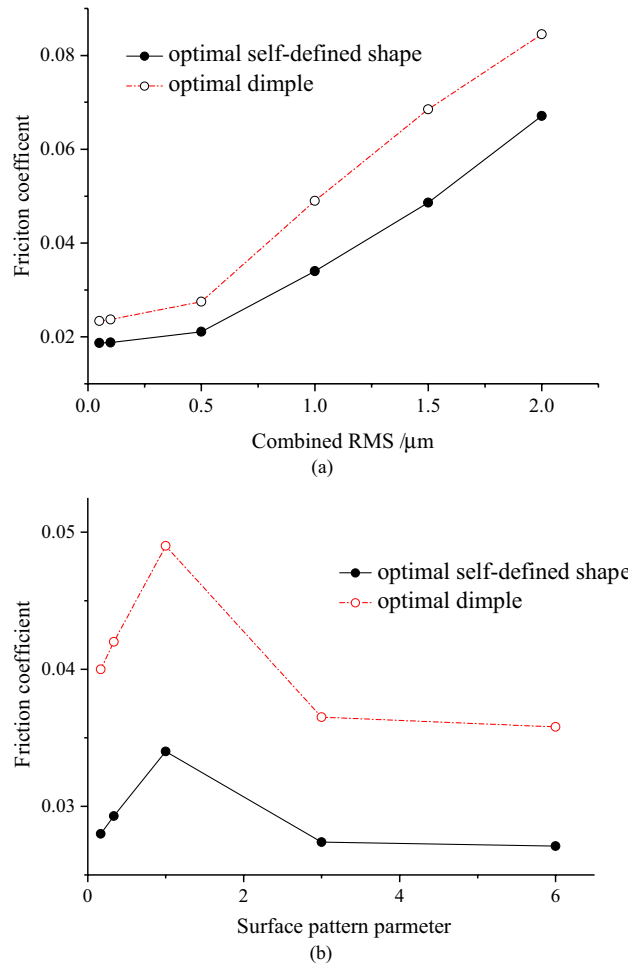 optimal self-defined shape
optimal dimple
0.08
0.06
0.04
0.02
Friciton coefficent
0.0
0.5
1.0
1.5
2.0
Combined RMS /μm
(a)
optimal self-defined shape
optimal dimple
0.05
0.04
0.03
Friction coefficient
0
2
4
6
Surface pattern parmeter
(b)